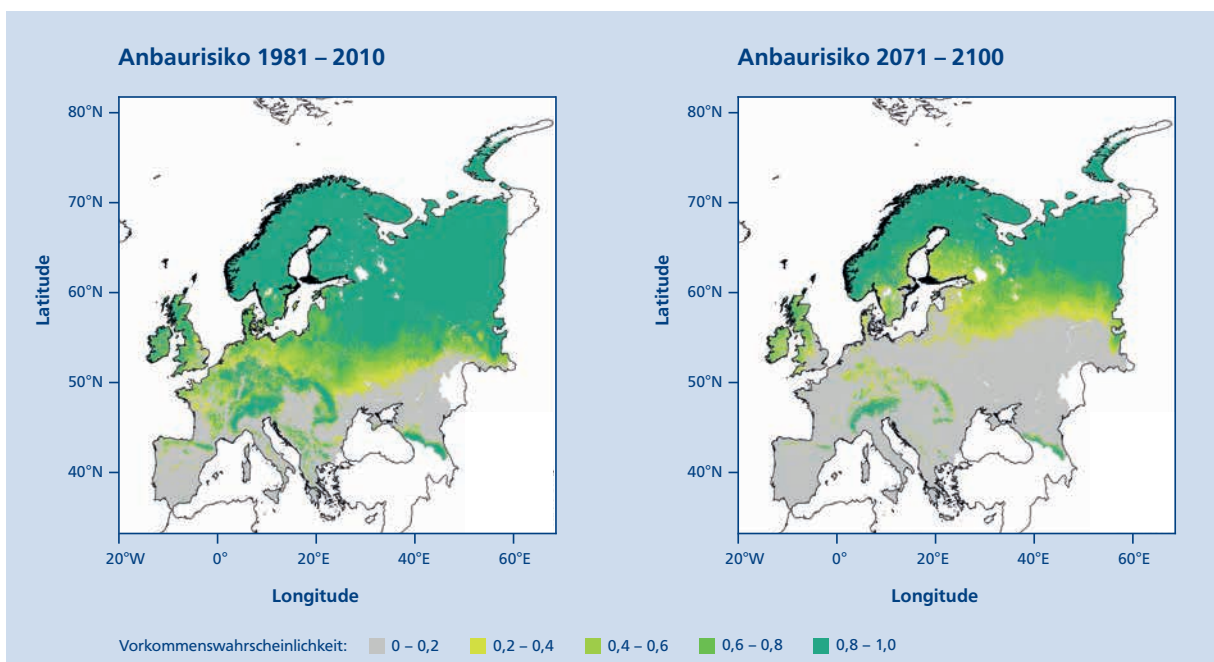 Anbaurisiko 1981 – 2010
80°N
70°N
60°N
50°N
40°N
Latitude
20°W 0° 20°E 40°E 60°E
Longitude
Anbaurisiko 2071 – 2100
80°N
70°N
60°N
50°N
40°N
Latitude
20°W 0° 20°E 40°E 60°E
Longitude
Vorkommenswahrscheinlichkeit: 0 – 0,2 0,2 – 0,4 0,4 – 0,6 0,6 – 0,8 0,8 – 1,0